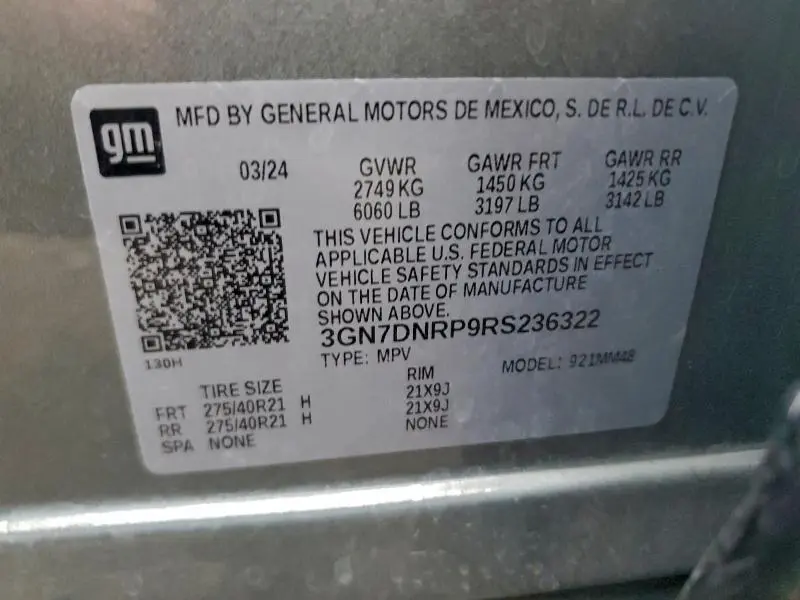 gm
MFD BY GENERAL MOTORS DE MEXICO, S. DE R.L. DE C.V.
03/24 GVWR GAWR FRT GAWR RR
2749 KG 1450 KG 1425 KG
6060 LB 3197 LB 3142 LB
THIS VEHICLE CONFORMS TO ALL
APPLICABLE U.S. FEDERAL MOTOR
VEHICLE SAFETY STANDARDS IN EFFECT
ON THE DATE OF MANUFACTURE
SHOWN ABOVE.
3GN7DNRP9RS236322
130H
TYPE: MPV MODEL: 921MM48
TIRE SIZE RIM
FRT 275/40R21 H 21X9J
RR 275/40R21 H 21X9J
SPA NONE NONE